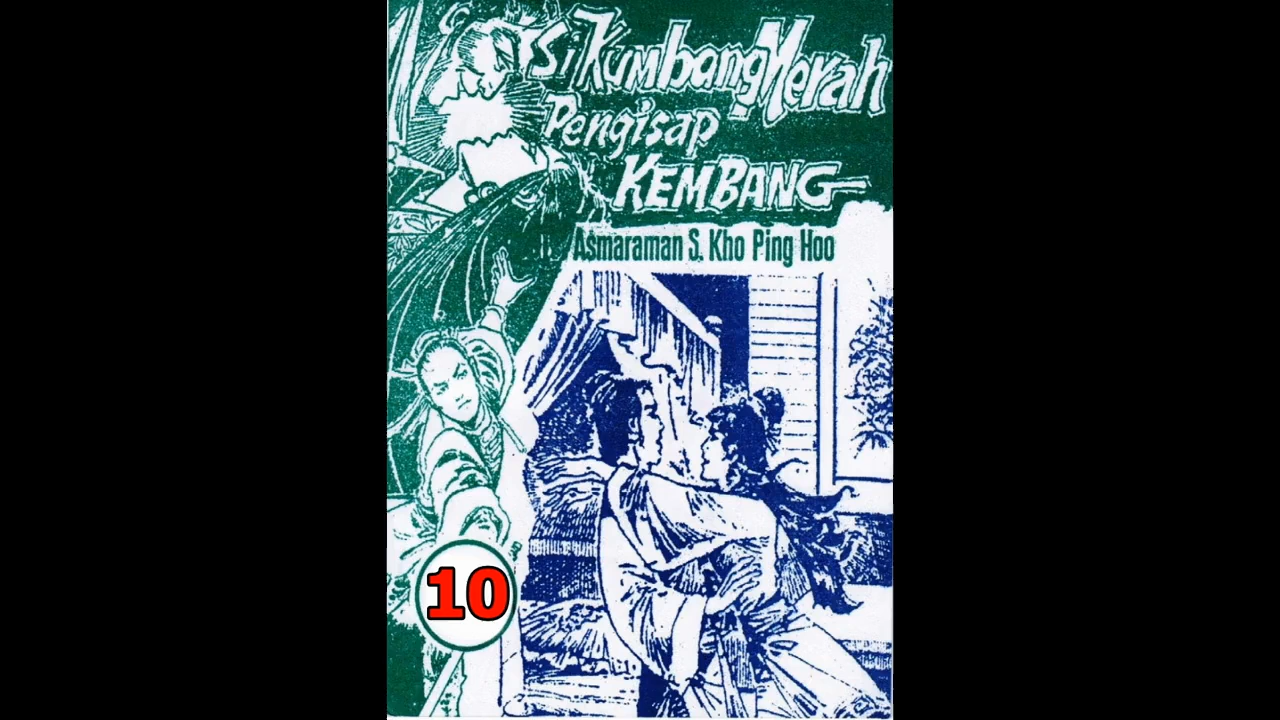 Si Kumbang Merah
Pengisap
KEMBANG
Asmaraman S. Kho Ping Hoo
10